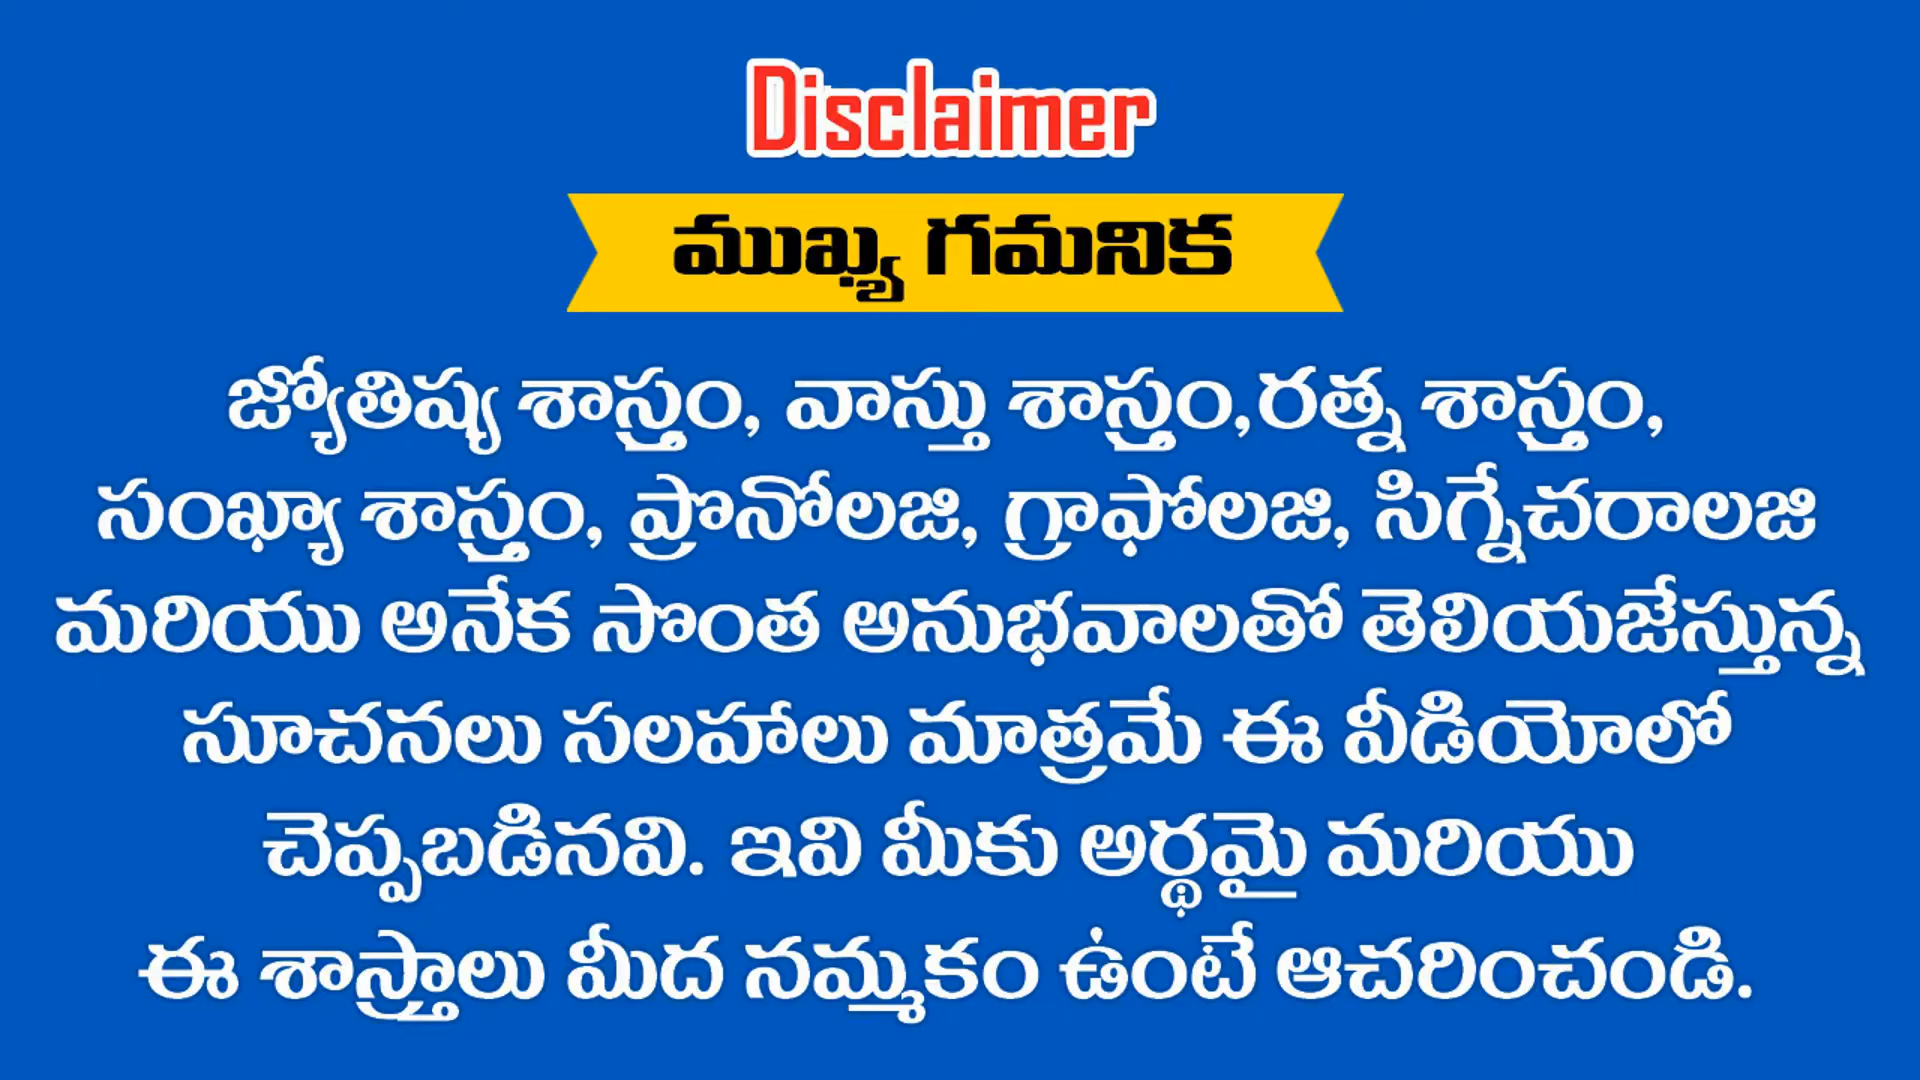 Disclaimer
ముఖ్య గమనిక
జ్యోతిష్య శాస్త్రం, వాస్తు శాస్త్రం,రత్న శాస్త్రం,
సంఖ్యా శాస్త్రం, ప్రొనోలజి, గ్రాఫోలజి, సిగ్నేచరాలజి
మరియు అనేక సొంత అనుభవాలతో తెలియజేస్తున్న
సూచనలు సలహాలు మాత్రమే ఈ వీడియోలో
చెప్పబడినవి. ఇవి మీకు అర్థమై మరియు
ఈ శాస్త్రాలు మీద నమ్మకం ఉంటే ఆచరించండి.